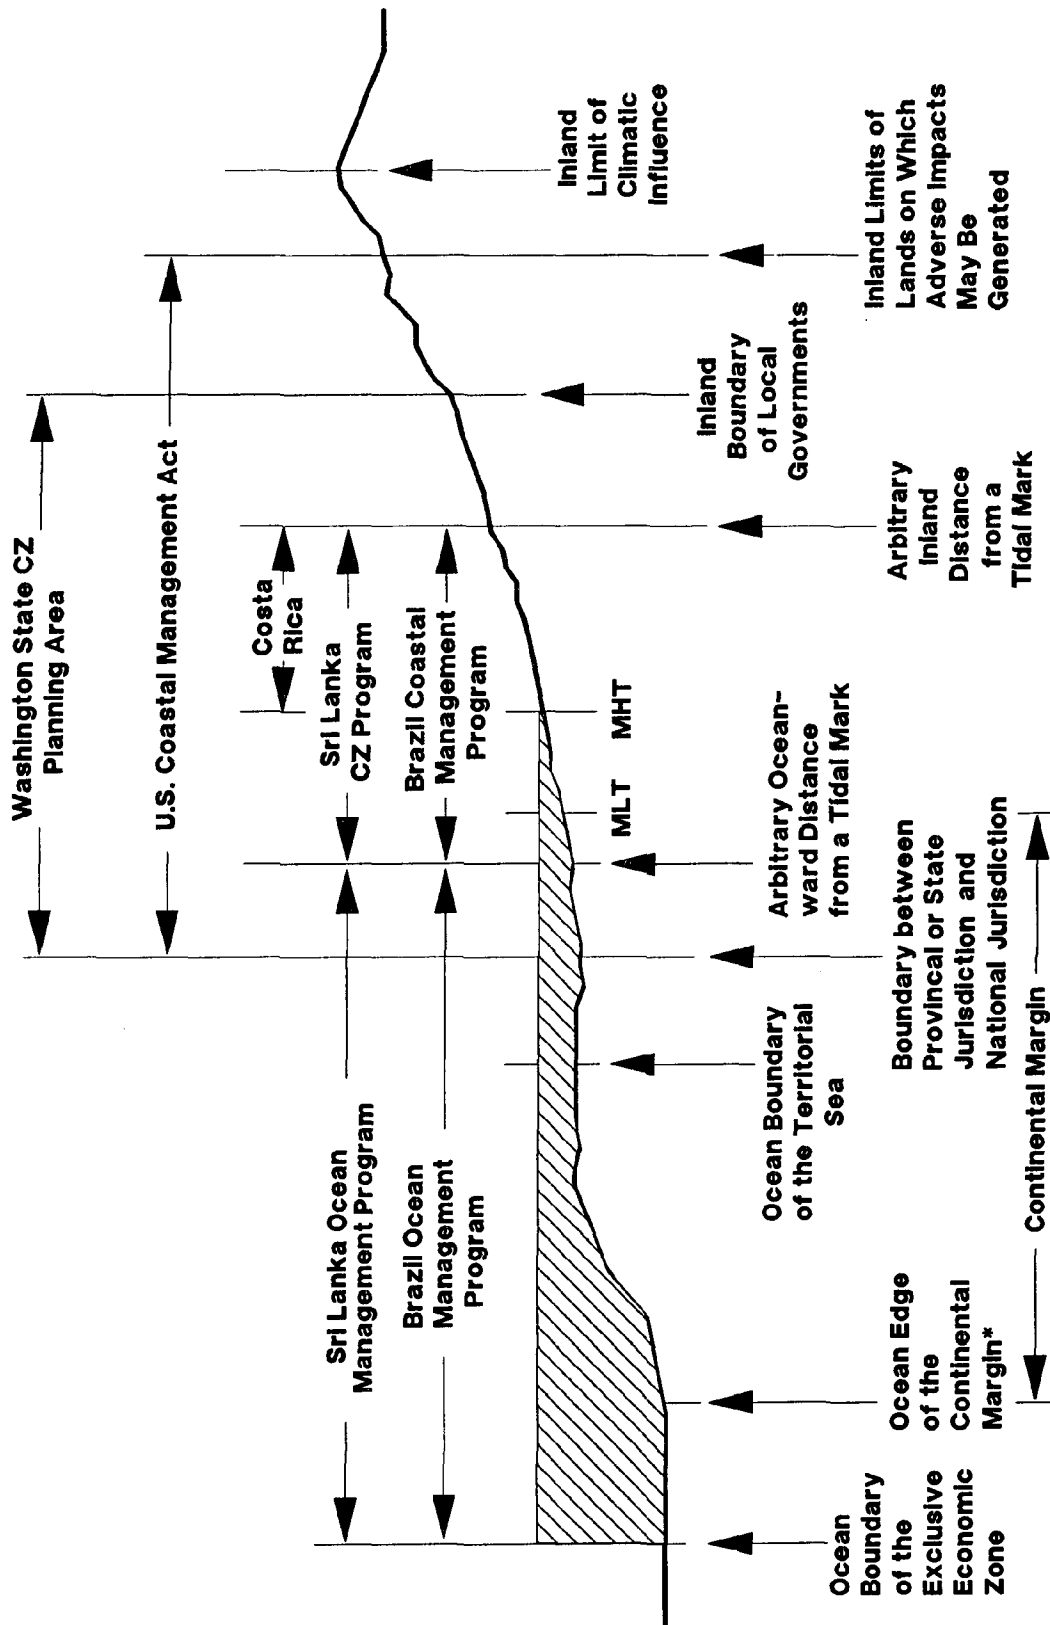 Washington State CZ
Planning Area
U.S. Coastal Management Act
Costa
Rica
Sri Lanka
CZ Program
Brazil Coastal
Management
Program
Sri Lanka Ocean
Management Program
Brazil Ocean
Management
Program
MLT
MHT
Inland
Limit of
Climatic
Influence
Inland Limits of
Lands on Which
Adverse Impacts
May Be
Generated
Inland
Boundary
of Local
Governments
Arbitrary
Inland
Distance
from a
Tidal Mark
Arbitrary Ocean-
ward Distance
from a Tidal Mark
Boundary between
Provincal or State
Jurisdiction and
National Jurisdiction
Ocean Boundary
of the Territorial
Sea
Ocean Edge
of the
Continental
Margin*
Continental Margin
Ocean
Boundary
of the
Exclusive
Economic
Zone